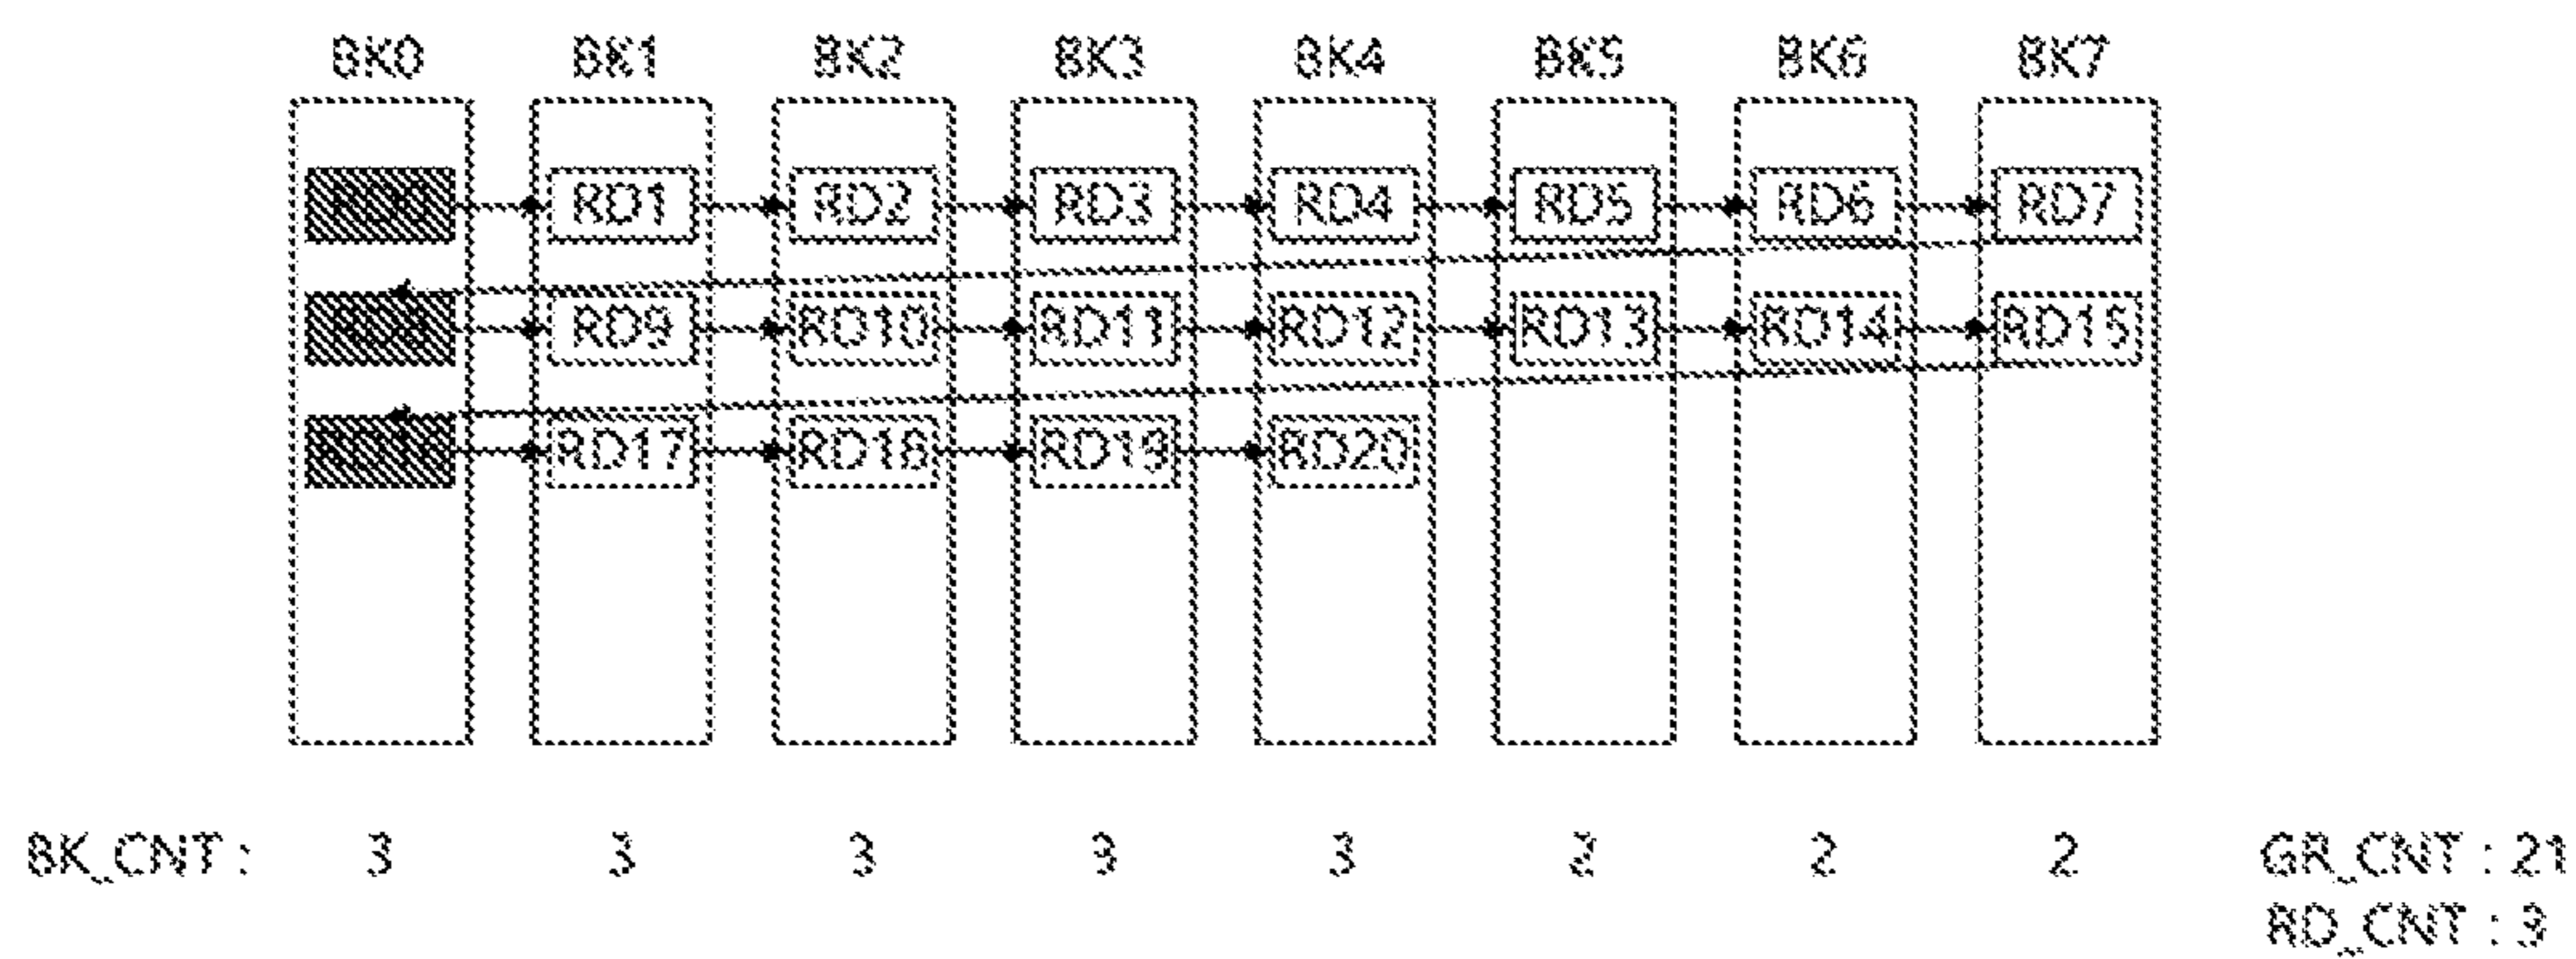 BK0 BK1 BK2 BK3 BK4 BK5 BK6 BK7
RD1 RD2 RD3 RD4 RD5 RD6 RD7
RD9 RD10 RD11 RD12 RD13 RD14 RD15
RD17 RD18 RD19 RD20
BK_CNT : 3 3 3 3 3 2 2 2 GR_CNT : 21
RD_CNT : 3